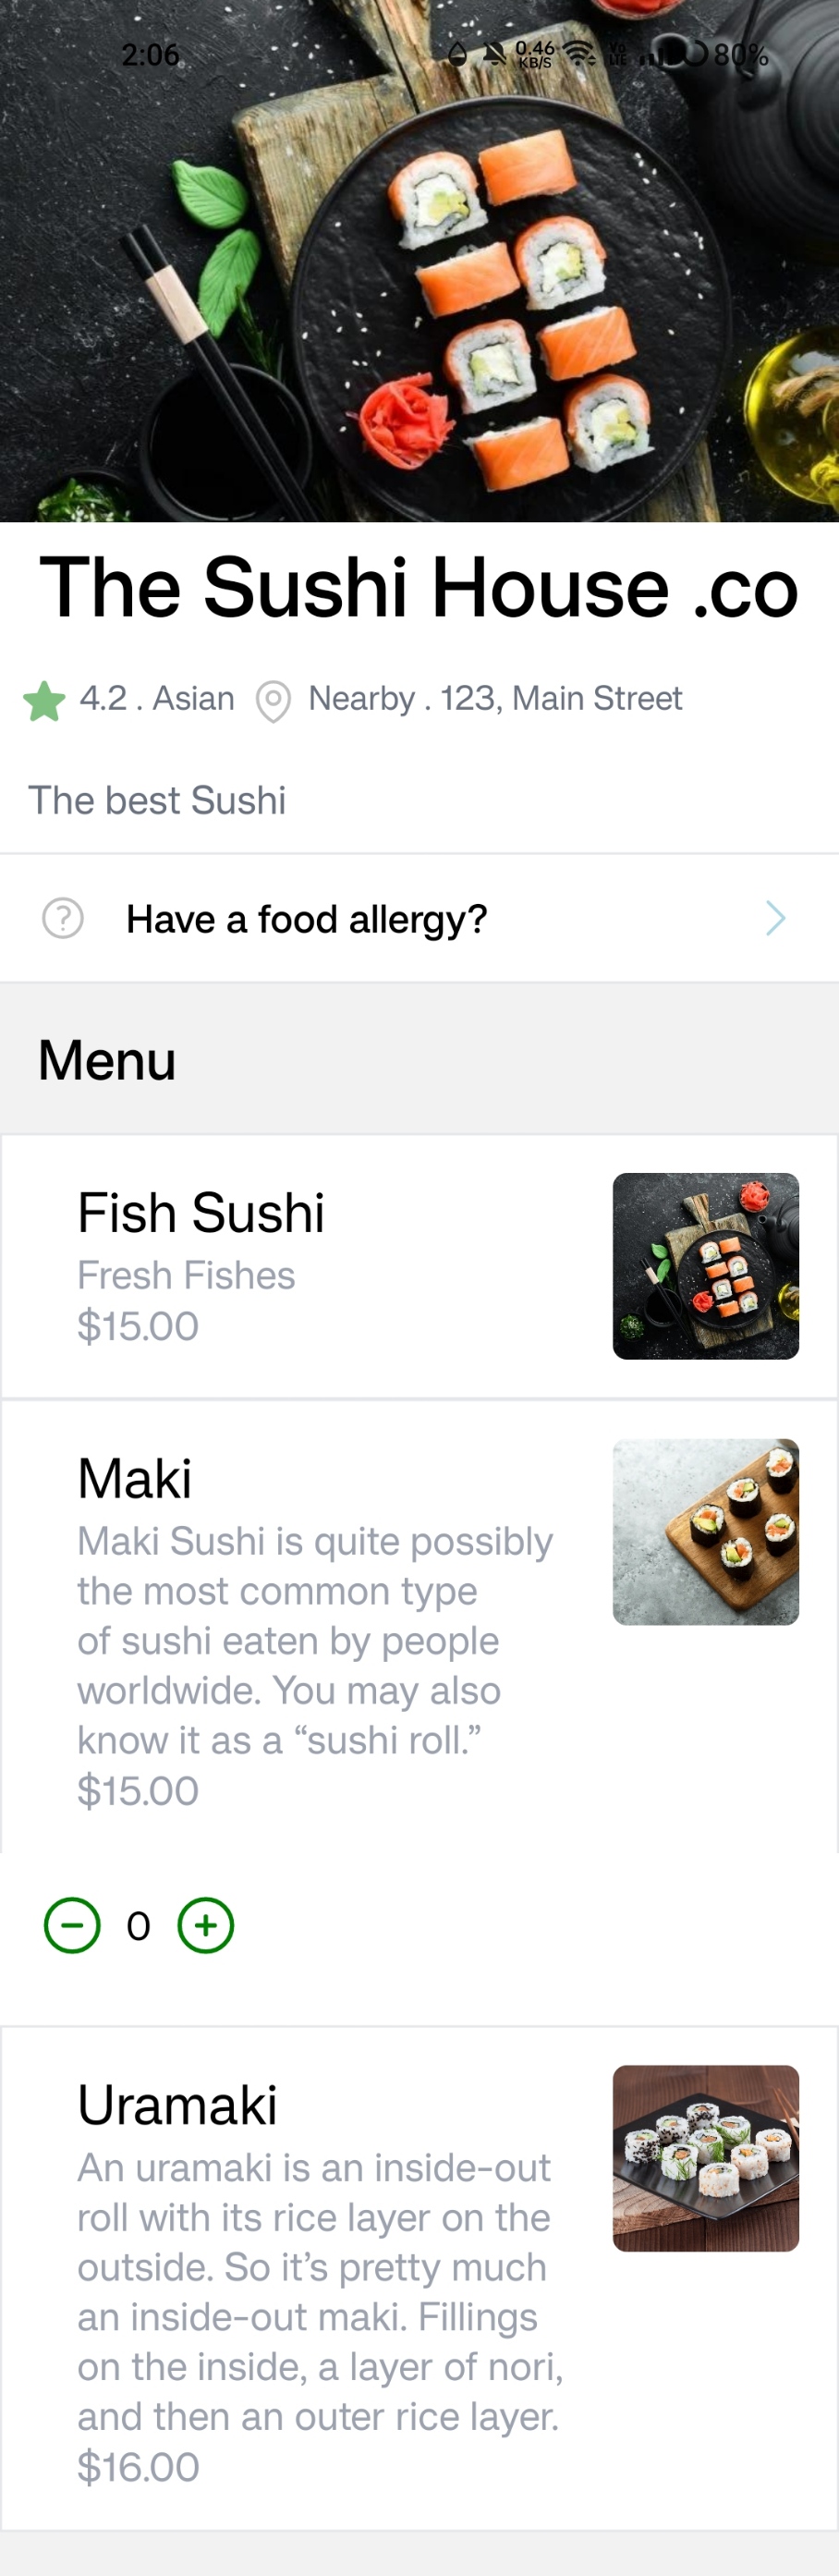 2:06 0.46 KB/S Vo LTE 80%
The Sushi House .co
4.2 . Asian Nearby . 123, Main Street
The best Sushi
? Have a food allergy?
Menu
Fish Sushi
Fresh Fishes
$15.00
Maki
Maki Sushi is quite possibly
the most common type
of sushi eaten by people
worldwide. You may also
know it as a “sushi roll.”
$15.00
− 0 +
Uramaki
An uramaki is an inside-out
roll with its rice layer on the
outside. So it’s pretty much
an inside-out maki. Fillings
on the inside, a layer of nori,
and then an outer rice layer.
$16.00